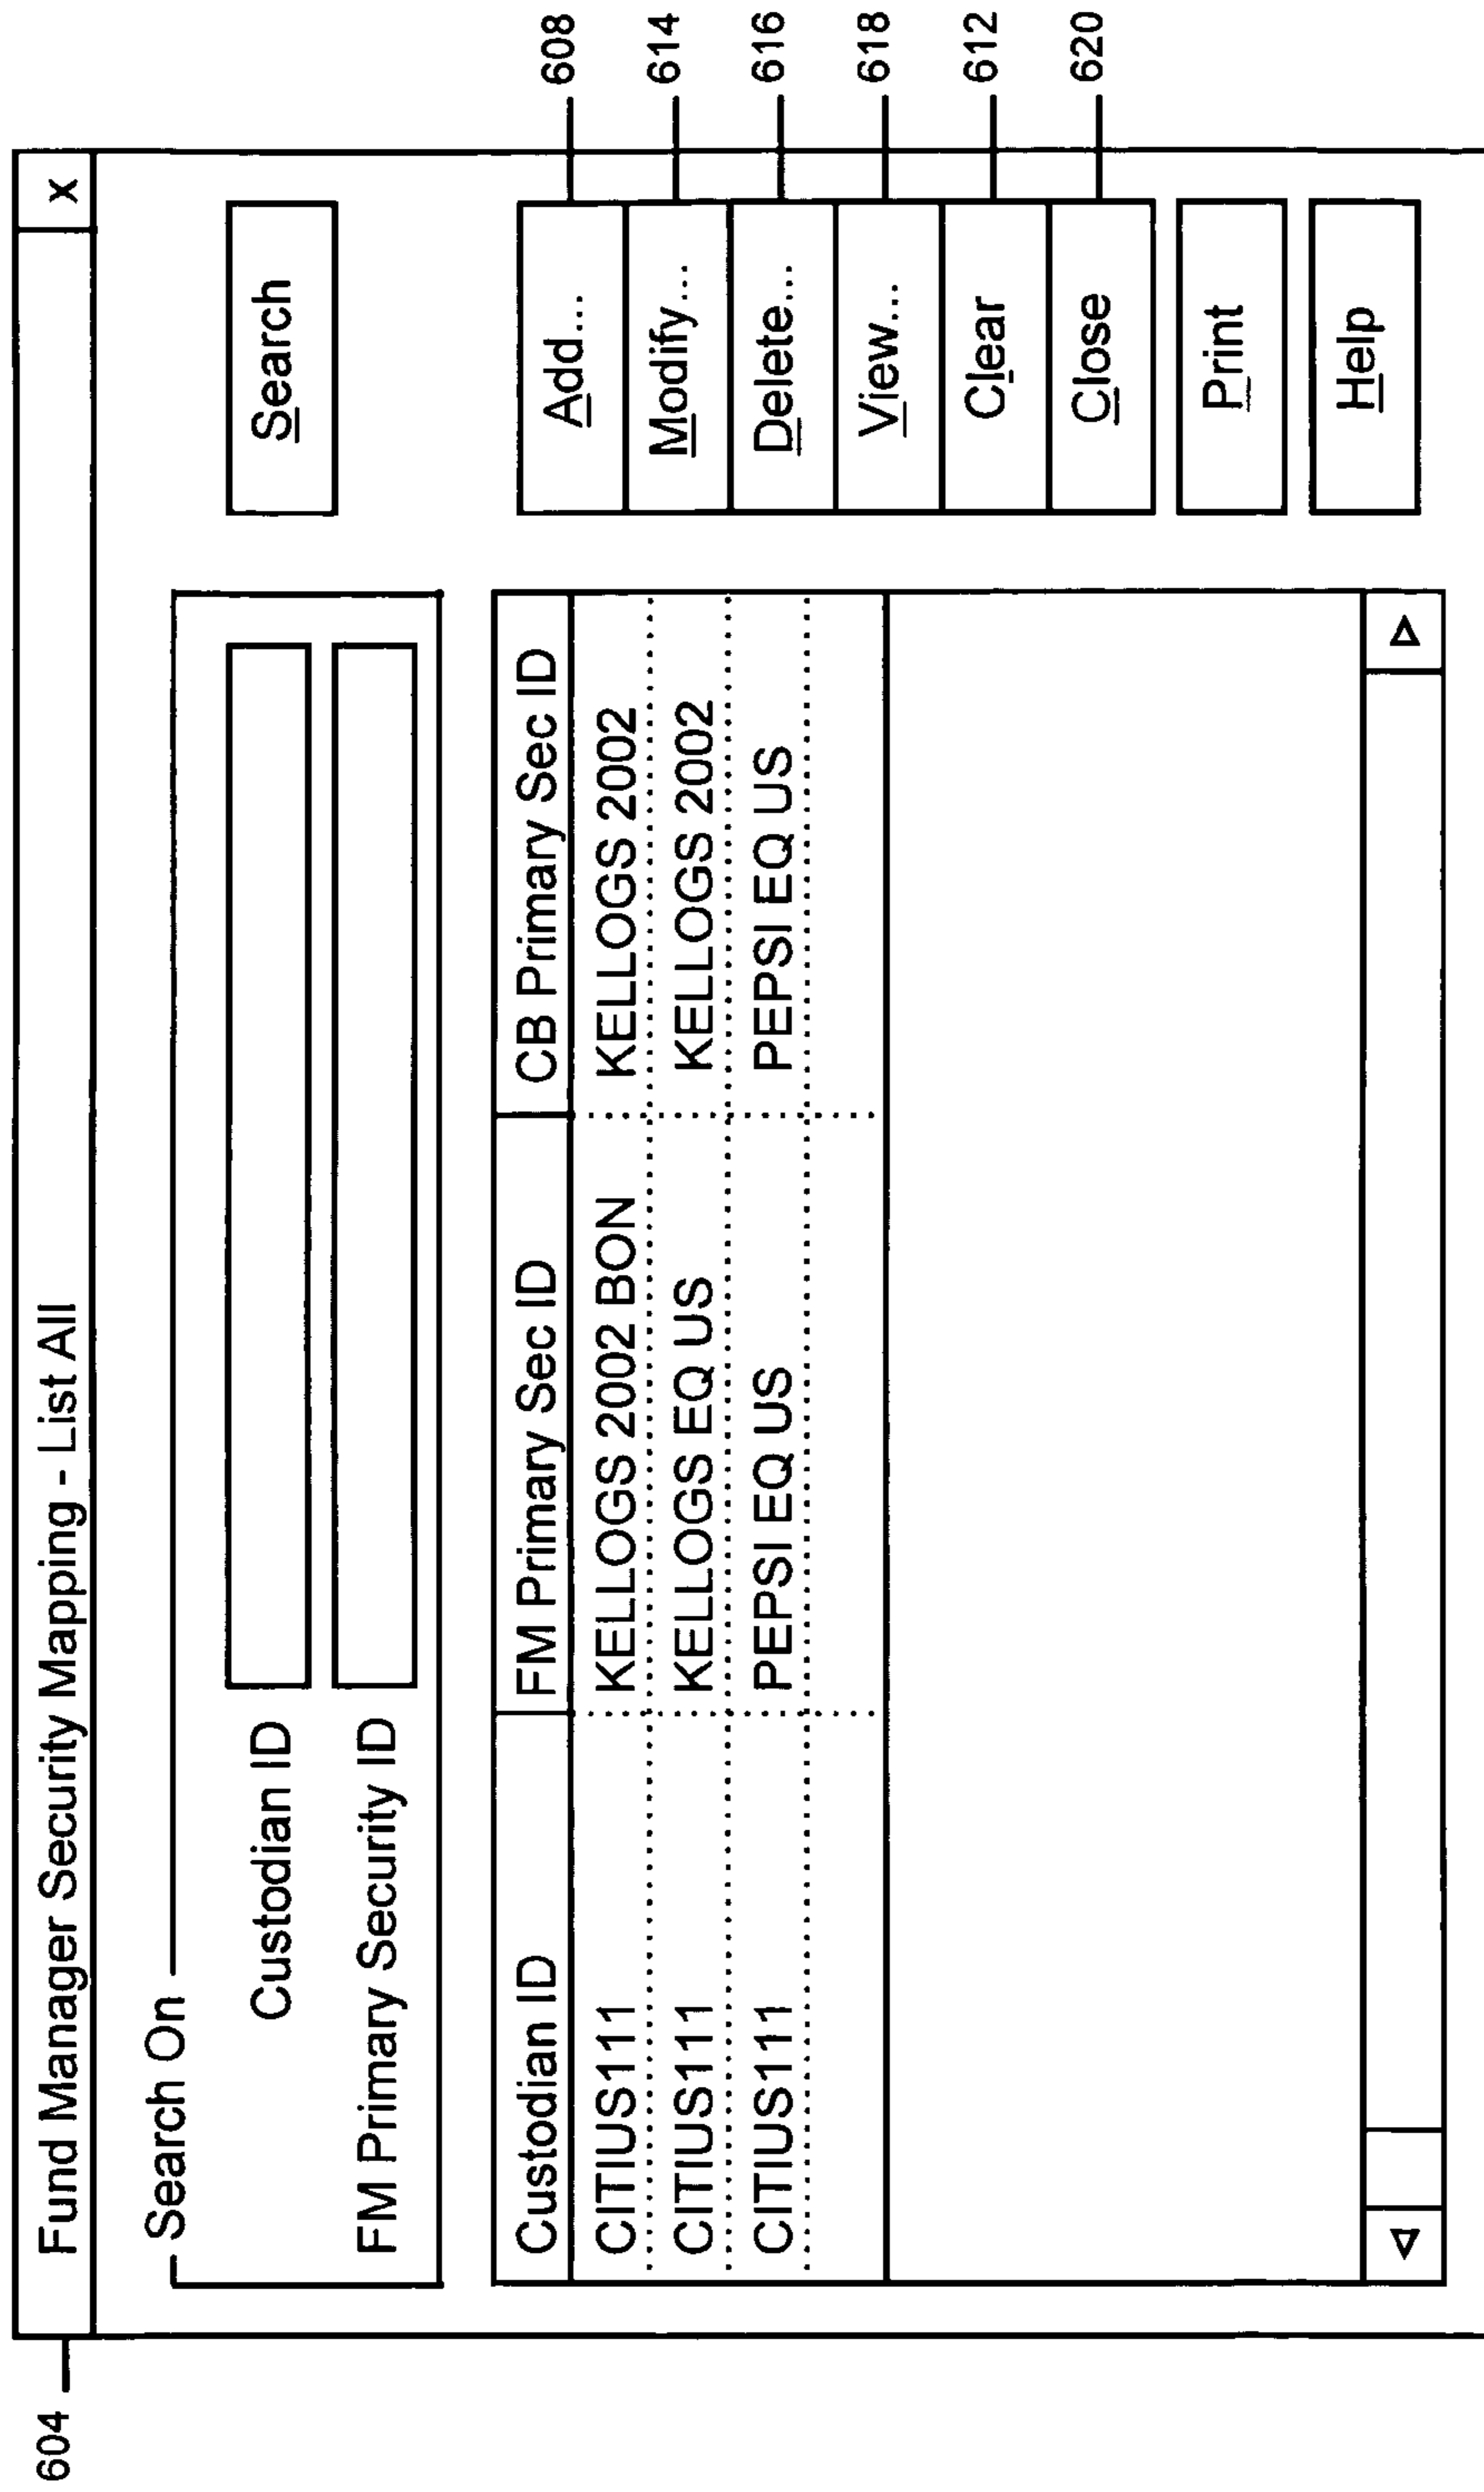 604
Fund Manager Security Mapping - List All X
Search On
Custodian ID
FM Primary Security ID
Search
Custodian ID FM Primary Sec ID CB Primary Sec ID
CITIUS111 KELLOGS 2002 BON KELLOGS 2002
CITIUS111 KELLOGS EQ US KELLOGS 2002
CITIUS111 PEPSI EQ US PEPSI EQ US
Add... 608
Modify... 614
Delete... 616
View... 618
Clear 612
Close 620
Print
Help